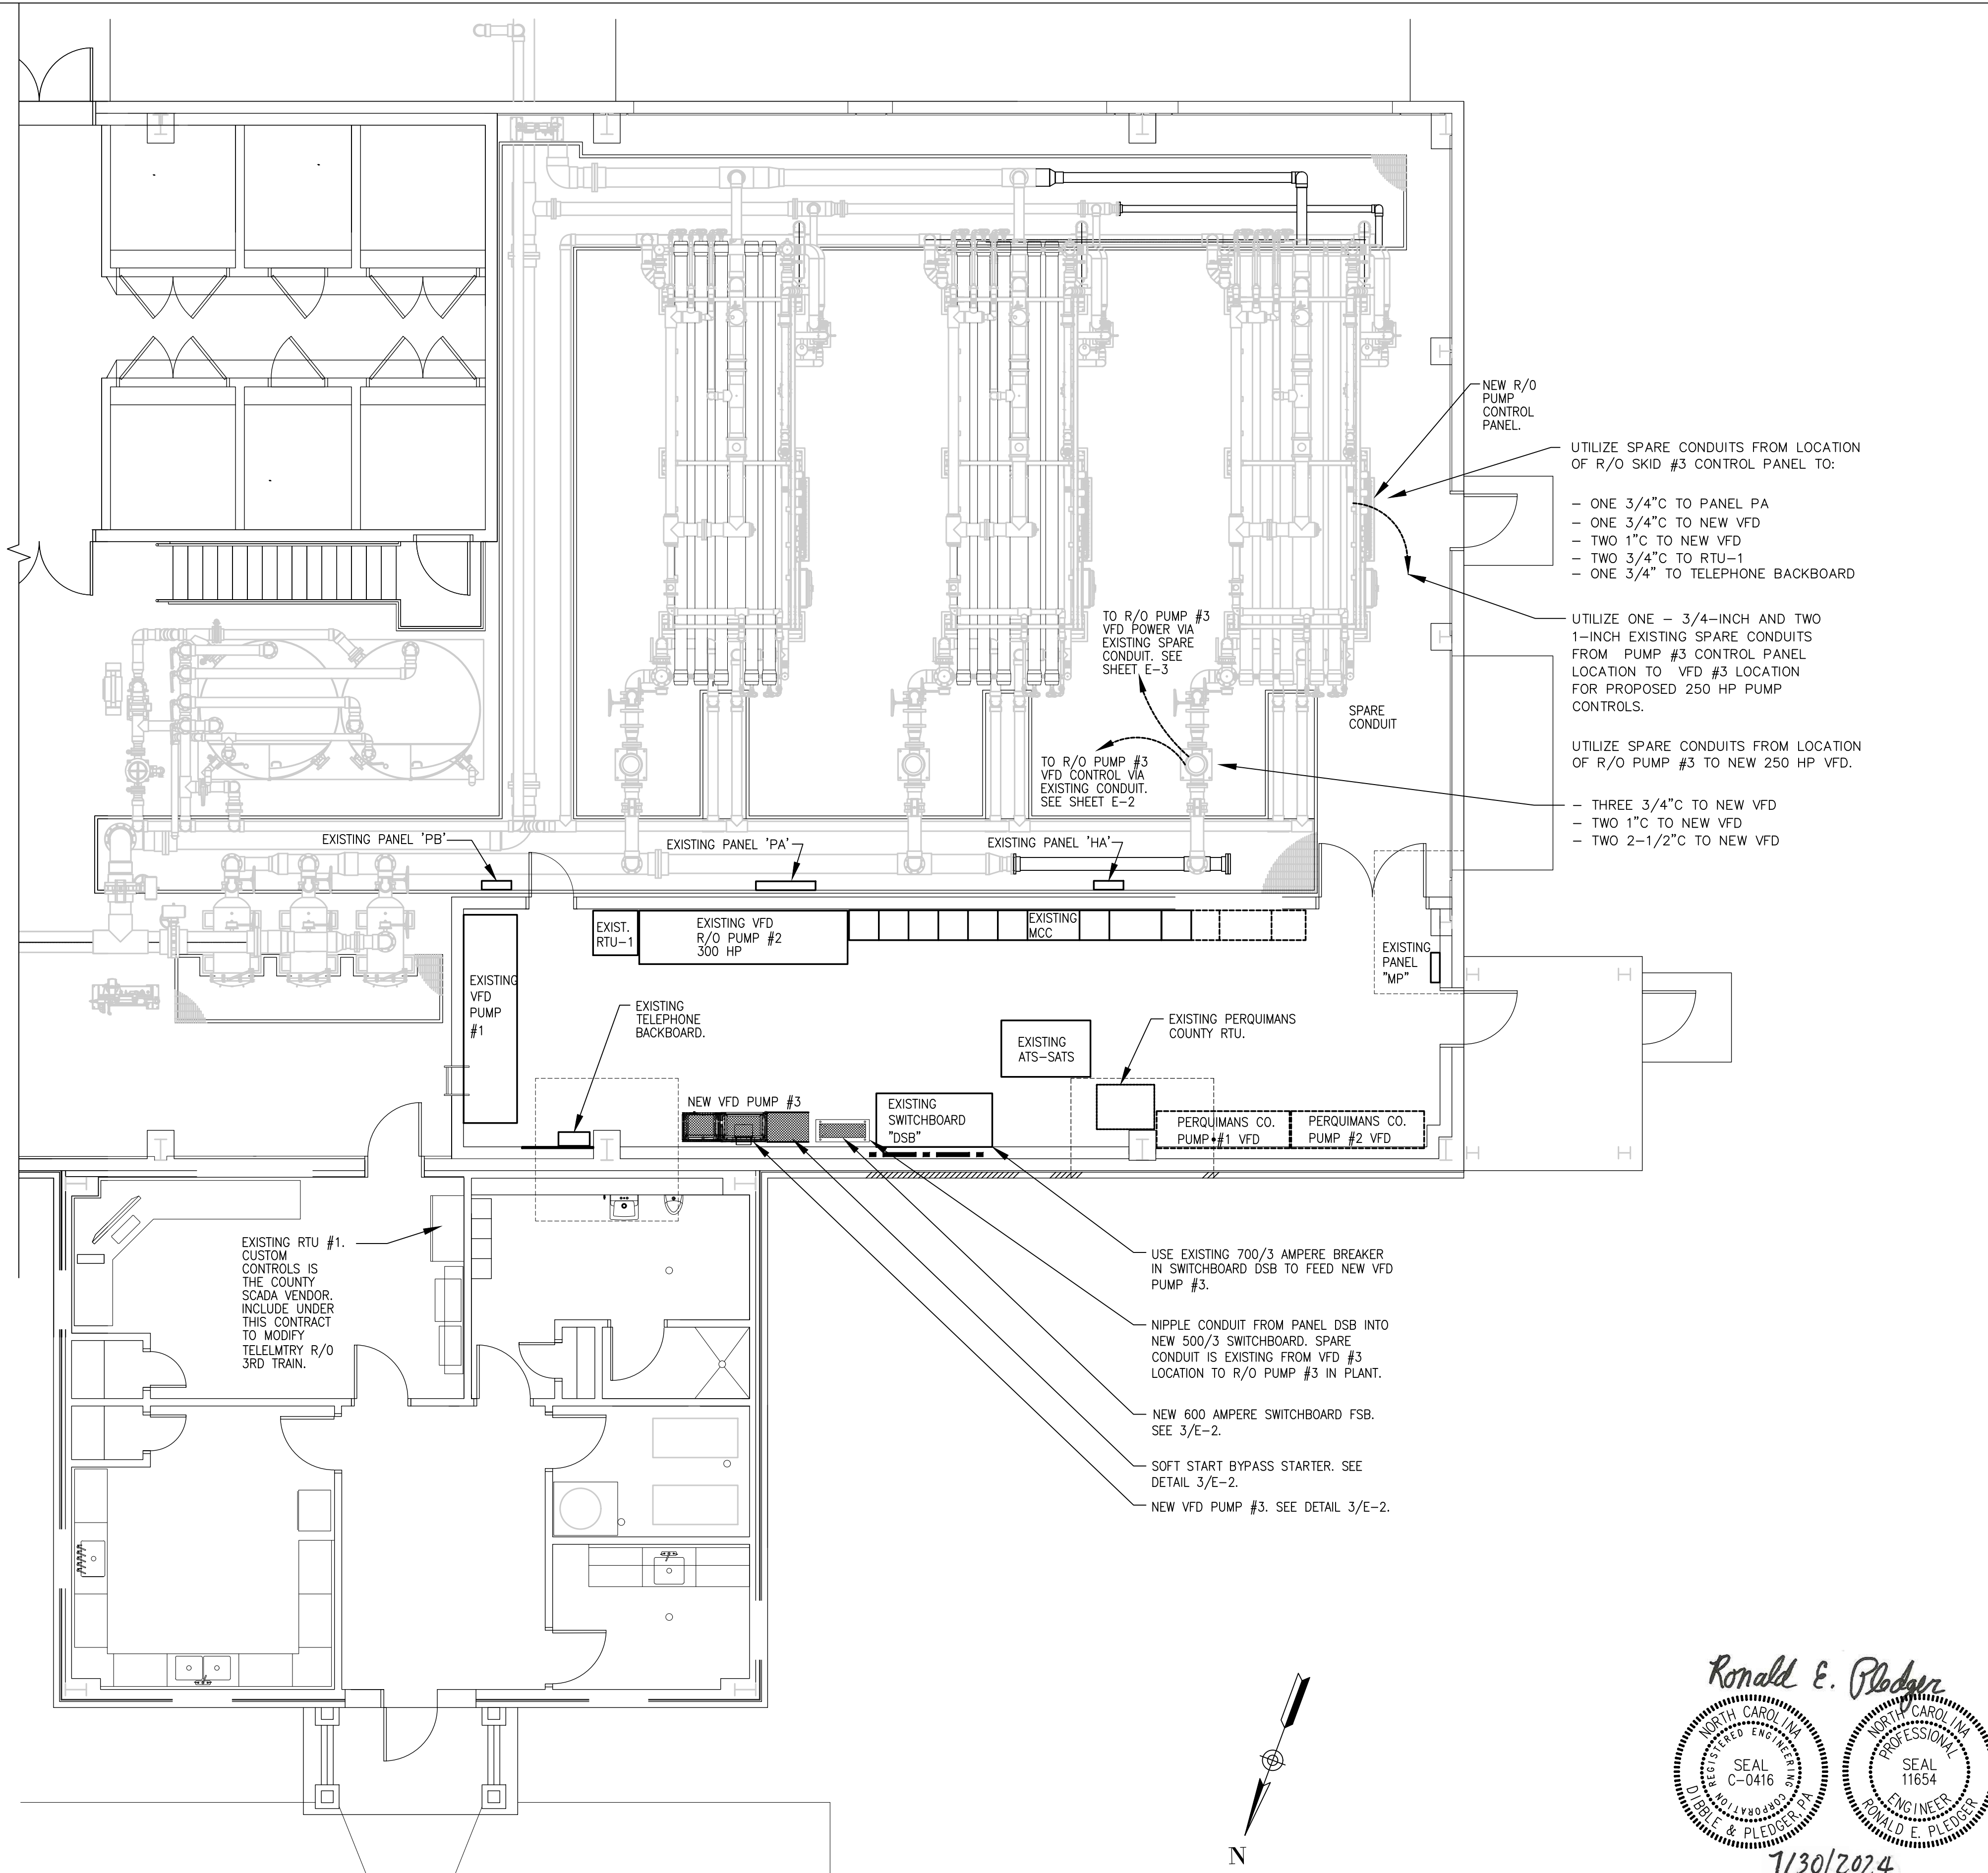 NEW R/O
PUMP
CONTROL
PANEL.
UTILIZE SPARE CONDUITS FROM LOCATION
OF R/O SKID #3 CONTROL PANEL TO:
– ONE 3/4"C TO PANEL PA
– ONE 3/4"C TO NEW VFD
– TWO 1"C TO NEW VFD
– TWO 3/4"C TO RTU-1
– ONE 3/4" TO TELEPHONE BACKBOARD
UTILIZE ONE – 3/4-INCH AND TWO
1-INCH EXISTING SPARE CONDUITS
FROM PUMP #3 CONTROL PANEL
LOCATION TO VFD #3 LOCATION
FOR PROPOSED 250 HP PUMP
CONTROLS.
UTILIZE SPARE CONDUITS FROM LOCATION
OF R/O PUMP #3 TO NEW 250 HP VFD.
– THREE 3/4"C TO NEW VFD
– TWO 1"C TO NEW VFD
– TWO 2-1/2"C TO NEW VFD
TO R/O PUMP #3
VFD POWER VIA
EXISTING SPARE
CONDUIT. SEE
SHEET E-3
SPARE
CONDUIT
TO R/O PUMP #3
VFD CONTROL VIA
EXISTING CONDUIT.
SEE SHEET E-2
EXISTING PANEL 'PB'
EXISTING PANEL 'PA'
EXISTING PANEL 'HA'
EXIST.
RTU-1
EXISTING VFD
R/O PUMP #2
300 HP
EXISTING
MCC
EXISTING
PANEL
"MP"
EXISTING
VFD
PUMP
#1
EXISTING
TELEPHONE
BACKBOARD.
EXISTING
ATS-SATS
EXISTING PERQUIMANS
COUNTY RTU.
NEW VFD PUMP #3
EXISTING
SWITCHBOARD
"DSB"
PERQUIMANS CO.
PUMP #1 VFD
PERQUIMANS CO.
PUMP #2 VFD
EXISTING RTU #1.
CUSTOM
CONTROLS IS
THE COUNTY
SCADA VENDOR.
INCLUDE UNDER
THIS CONTRACT
TO MODIFY
TELELMTRY R/O
3RD TRAIN.
USE EXISTING 700/3 AMPERE BREAKER
IN SWITCHBOARD DSB TO FEED NEW VFD
PUMP #3.
NIPPLE CONDUIT FROM PANEL DSB INTO
NEW 500/3 SWITCHBOARD. SPARE
CONDUIT IS EXISTING FROM VFD #3
LOCATION TO R/O PUMP #3 IN PLANT.
NEW 600 AMPERE SWITCHBOARD FSB.
SEE 3/E-2.
SOFT START BYPASS STARTER. SEE
DETAIL 3/E-2.
NEW VFD PUMP #3. SEE DETAIL 3/E-2.
N
Ronald E. Pledger
NORTH CAROLINA
REGISTERED ENGINEERING CORPORATION
SEAL
C-0416
DIBBLE & PLEDGER, PA
NORTH CAROLINA
PROFESSIONAL
SEAL
11654
ENGINEER
RONALD E. PLEDGER
7/30/2024